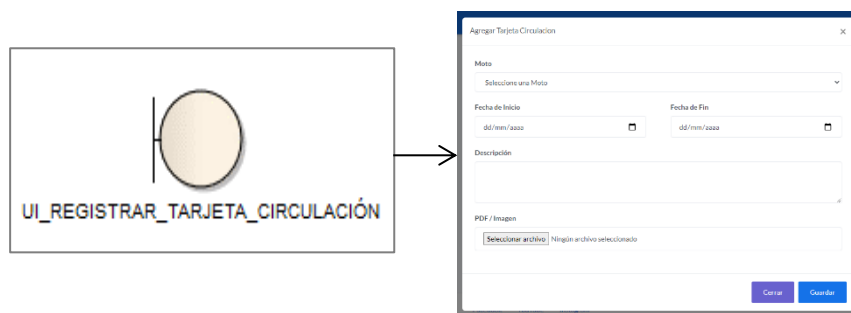 UI_REGISTRAR_TARJETA_CIRCULACIÓN
Agregar Tarjeta Circulacion ×
Moto
Seleccione una Moto
Fecha de Inicio Fecha de Fin
dd/mm/aaaa dd/mm/aaaa
Descripción
PDF / Imagen
Seleccionar archivo Ningún archivo seleccionado
Cerrar Guardar